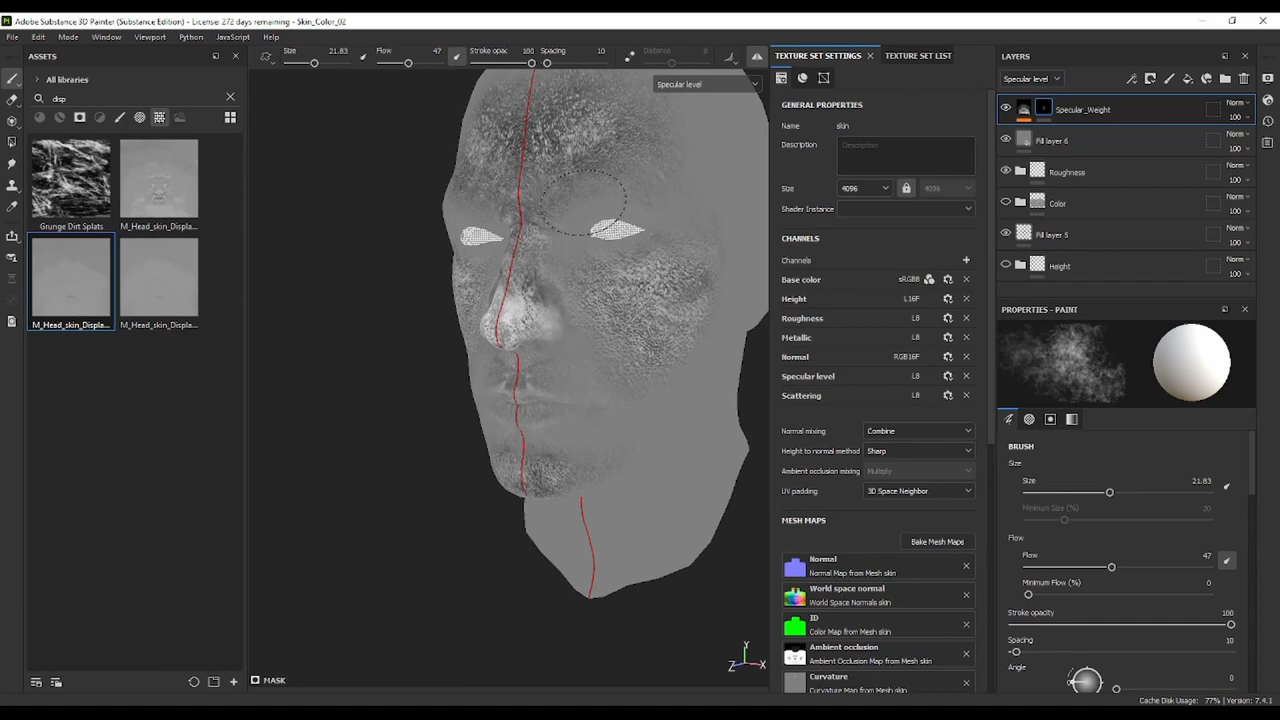 Adobe Substance 3D Painter (Substance Edition) - License: 272 days remaining - Skin_Color_02
File Edit Mode Window Viewport Python JavaScript Help
ASSETS
Size 21.83 Flow 47 Stroke opac 100 Spacing 10 Distance 8
All libraries
disp
Grunge Dirt Splats
M_Head_skin_Displa...
M_Head_skin_Displa...
M_Head_skin_Displa...
Specular level
MASK
TEXTURE SET SETTINGS
TEXTURE SET LIST
GENERAL PROPERTIES
Name skin
Description Description
Size 4096 4096
Shader Instance
CHANNELS
Channels
Base color sRGB8
Height L16F
Roughness L8
Metallic L8
Normal RGB16F
Specular level L8
Scattering L8
Normal mixing Combine
Height to normal method Sharp
Ambient occlusion mixing Multiply
UV padding 3D Space Neighbor
MESH MAPS
Bake Mesh Maps
Normal
Normal Map from Mesh skin
World space normal
World Space Normals skin
ID
Color Map from Mesh skin
Ambient occlusion
Ambient Occlusion Map from Mesh skin
Curvature
Curvature Map from Mesh skin
LAYERS
Specular level
Specular_Weight Norm 100
Fill layer 6 Norm 100
Roughness Norm 100
Color Norm 100
Fill layer 5 Norm 100
Height Norm 100
PROPERTIES - PAINT
BRUSH
Size
Size 21.83
Minimum Size (%) 20
Flow
Flow 47
Minimum Flow (%) 0
Stroke opacity 100
Spacing 10
Angle 0
Y
Z X
Cache Disk Usage: 77% | Version: 7.4.1